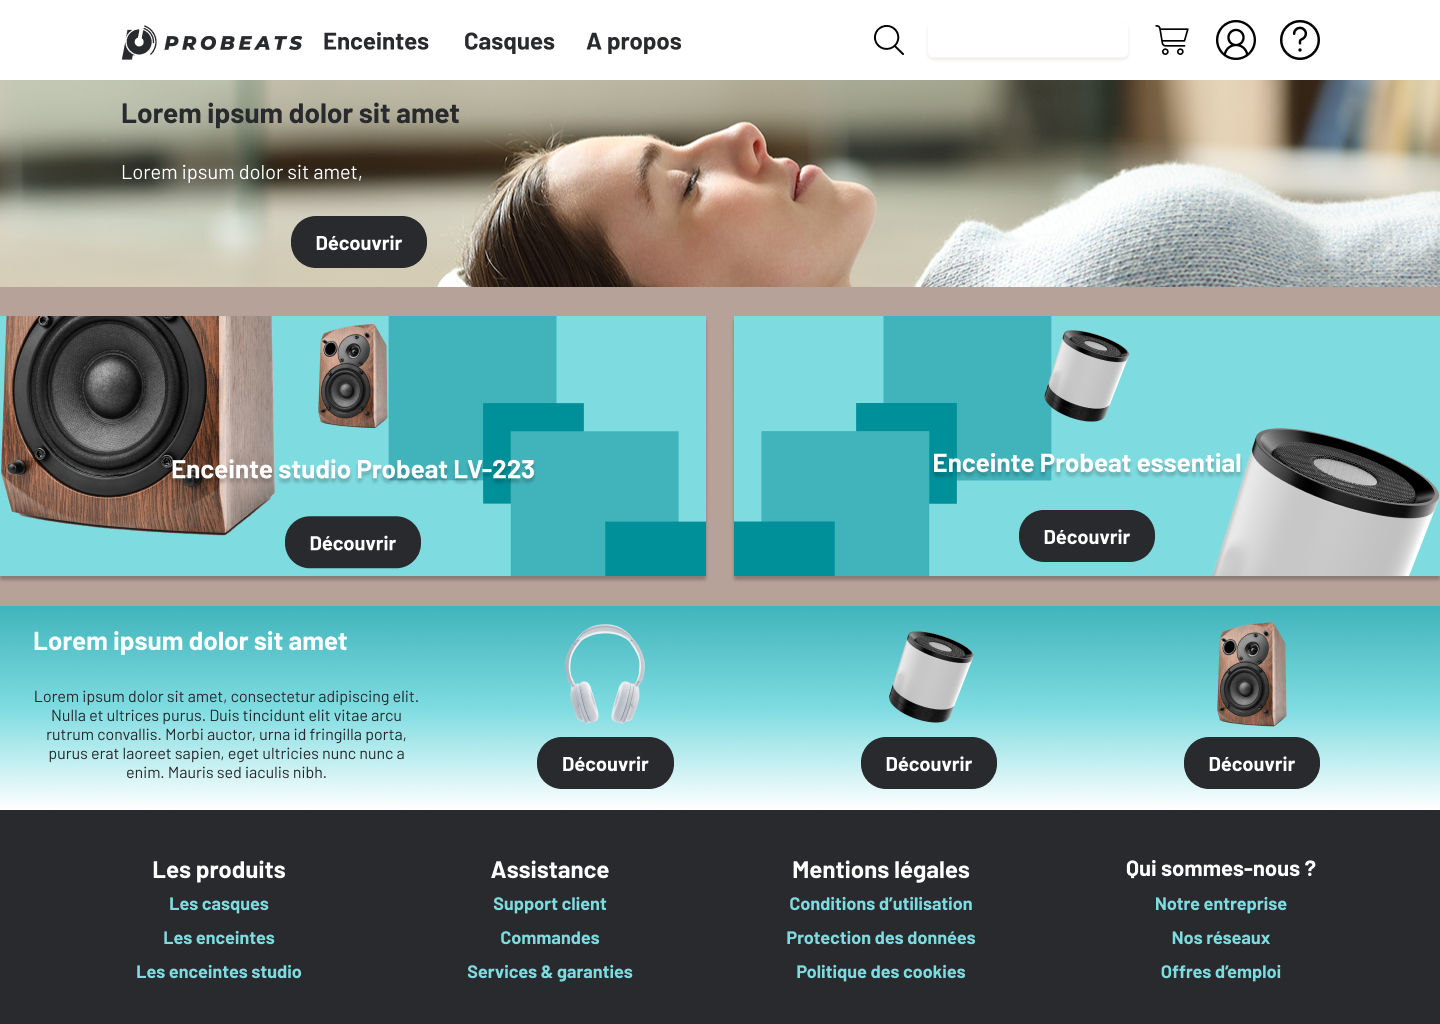 PROBEATS
Enceintes
Casques
A propos
Lorem ipsum dolor sit amet
Lorem ipsum dolor sit amet,
Découvrir
Enceinte studio Probeat LV-223
Découvrir
Enceinte Probeat essential
Découvrir
Lorem ipsum dolor sit amet
Lorem ipsum dolor sit amet, consectetur adipiscing elit.
Nulla et ultrices purus. Duis tincidunt elit vitae arcu
rutrum convallis. Morbi auctor, urna id fringilla porta,
purus erat laoreet sapien, eget ultricies nunc nunc a
enim. Mauris sed iaculis nibh.
Découvrir
Découvrir
Découvrir
Les produits
Les casques
Les enceintes
Les enceintes studio
Assistance
Support client
Commandes
Services & garanties
Mentions légales
Conditions d’utilisation
Protection des données
Politique des cookies
Qui sommes-nous ?
Notre entreprise
Nos réseaux
Offres d’emploi